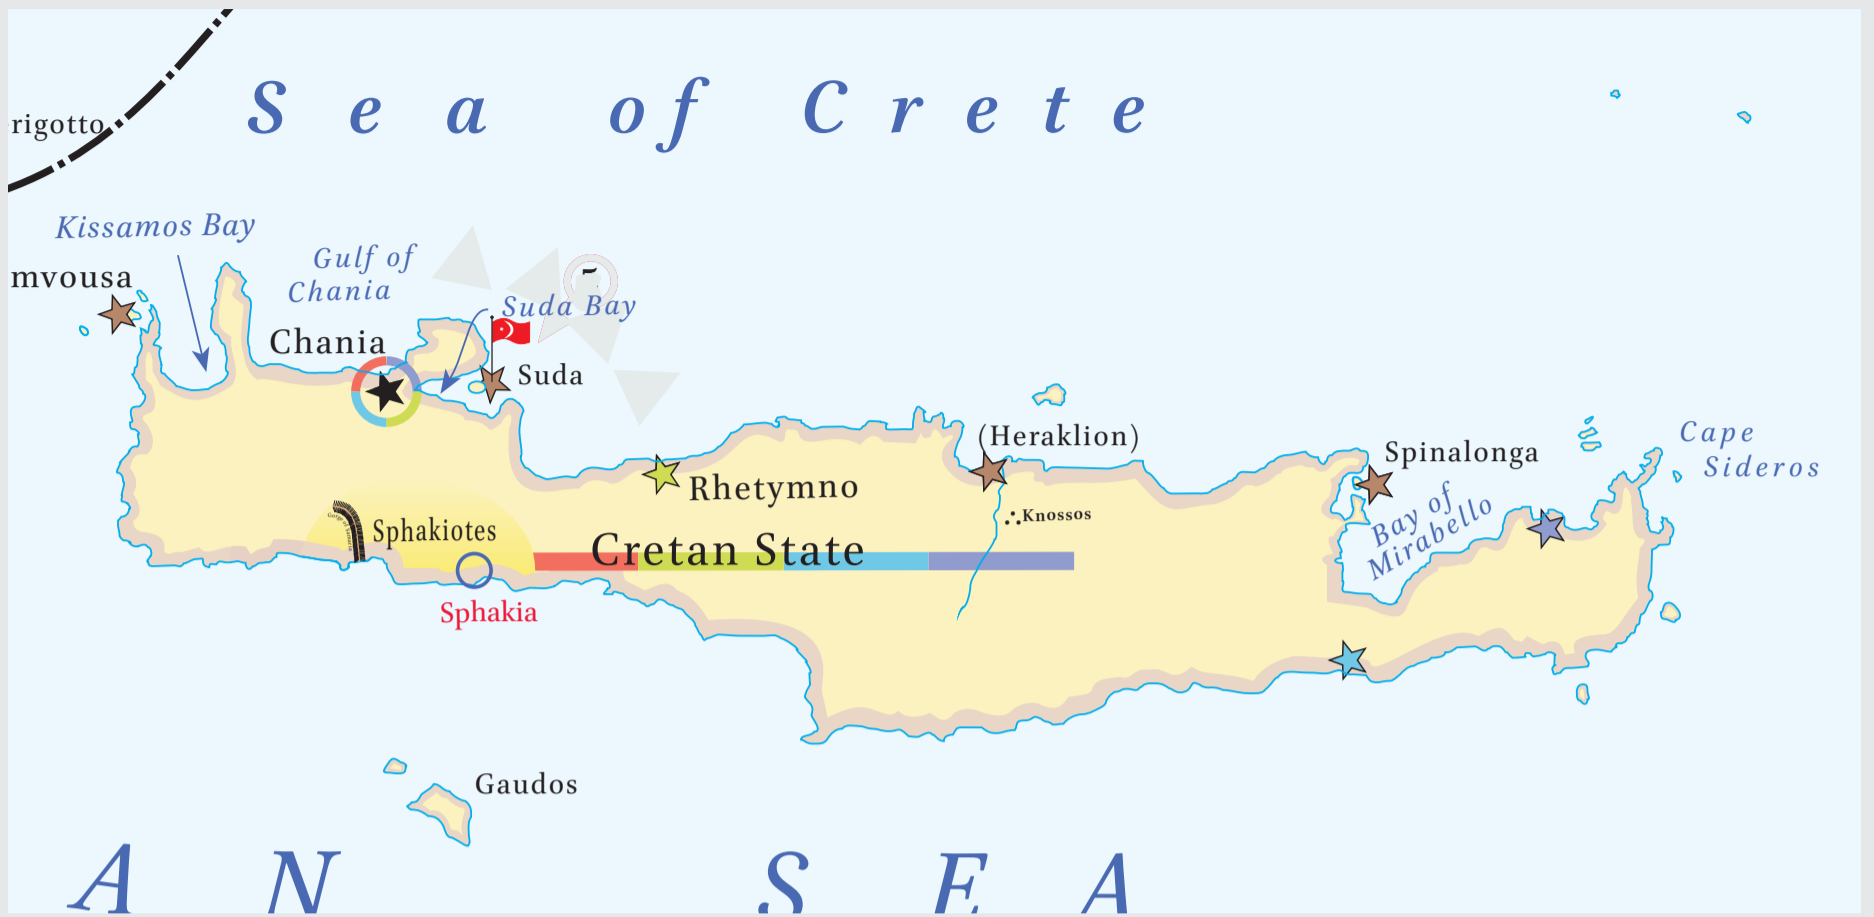 Sea of Crete
rigotto
Kissamos Bay
Gulf of
Chania
mvousa
Suda Bay
Chania
Suda
(Heraklion)
Spinalonga
Cape
Sideros
Rhetymno
Knossos
Bay of
Mirabello
Sphakiotes
Cretan State
Sphakia
Gaudos
A N SEA